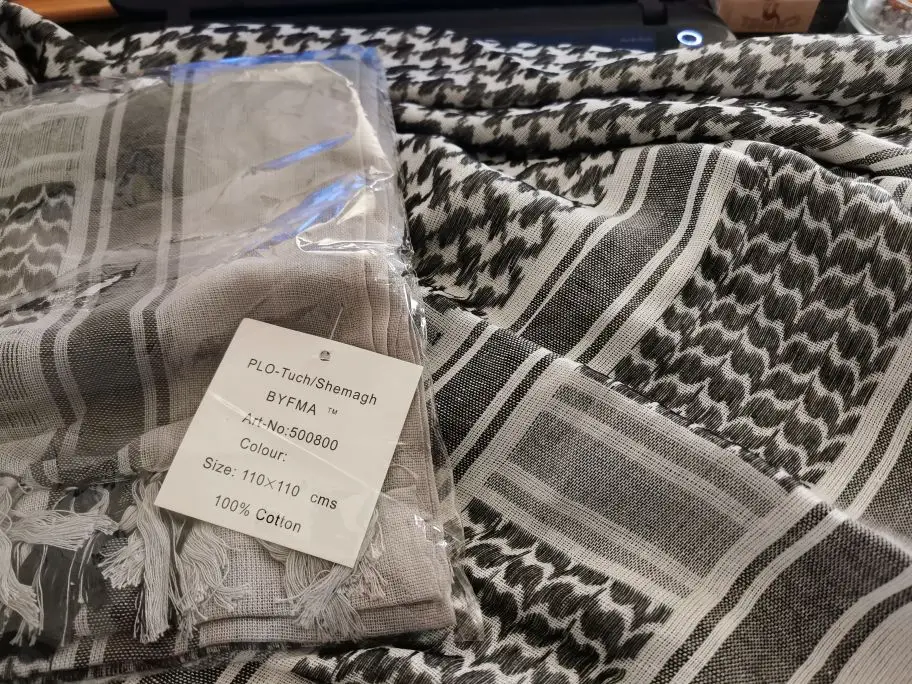 PLO-Tuch/Shemagh
BYFMA ™
Art-No:500800
Colour:
Size: 110×110 cms
100% Cotton